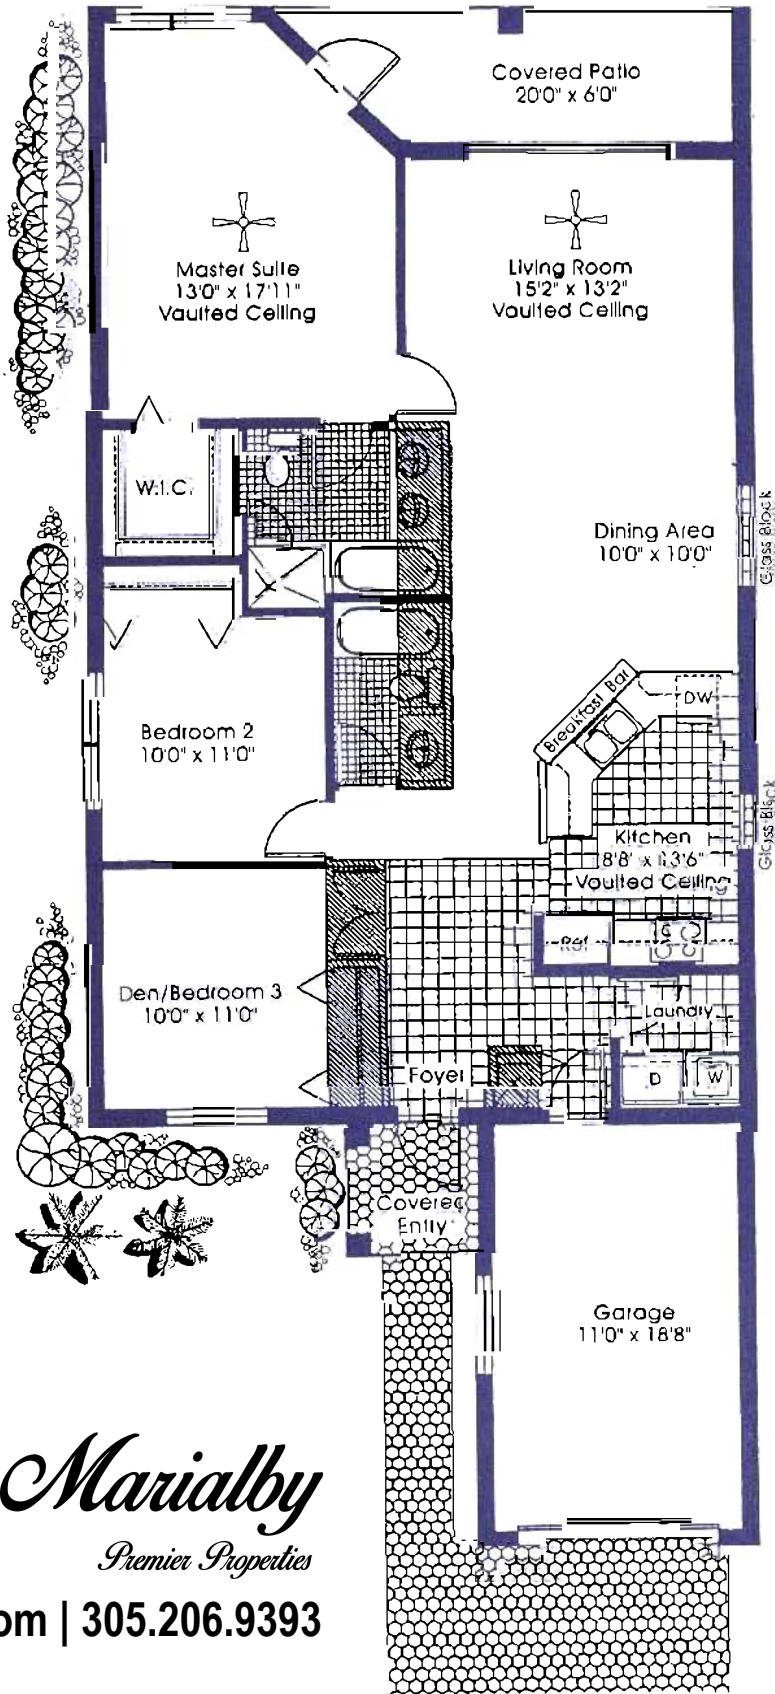 Covered Patio
20'0" x 6'0"
Master Suite
13'0" x 17'11"
Vaulted Ceiling
Living Room
15'2" x 13'2"
Vaulted Ceiling
W.I.C.
Dining Area
10'0" x 10'0"
Glass Block
Breakfast Bar
DW
Bedroom 2
10'0" x 11'0"
Glass Block
Kitchen
8'8" x 13'6"
Vaulted Ceiling
Ref
Den/Bedroom 3
10'0" x 11'0"
Laundry
Foyer
D
W
Covered
Entry
Garage
11'0" x 18'8"
Marialby
Premier Properties
om | 305.206.9393